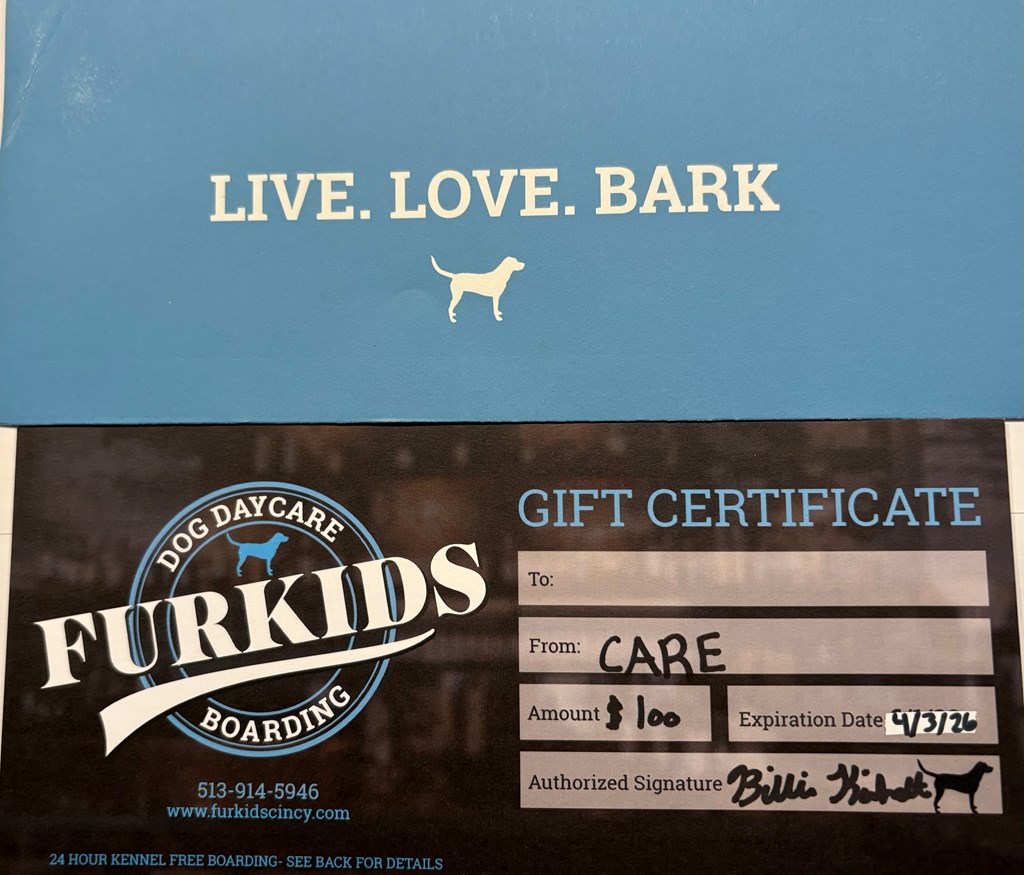 LIVE. LOVE. BARK
DOG DAYCARE
FURKIDS
BOARDING
513-914-5946
www.furkidscincy.com
24 HOUR KENNEL FREE BOARDING- SEE BACK FOR DETAILS
GIFT CERTIFICATE
To:
From: CARE
Amount $ 100
Expiration Date 4/3/26
Authorized Signature